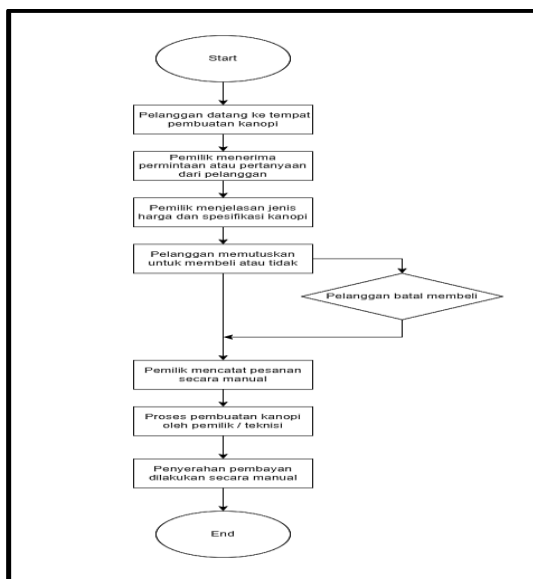 Start
Pelanggan datang ke tempat
pembuatan kanopi
Pemilik menerima
permintaan atau pertanyaan
dari pelanggan
Pemilik menjelasan jenis
harga dan spesifikasi kanopi
Pelanggan memutuskan
untuk membeli atau tidak
Pelanggan batal membeli
Pemilik mencatat pesanan
secara manual
Proses pembuatan kanopi
oleh pemilik / teknisi
Penyerahan pembayan
dilakukan secara manual
End